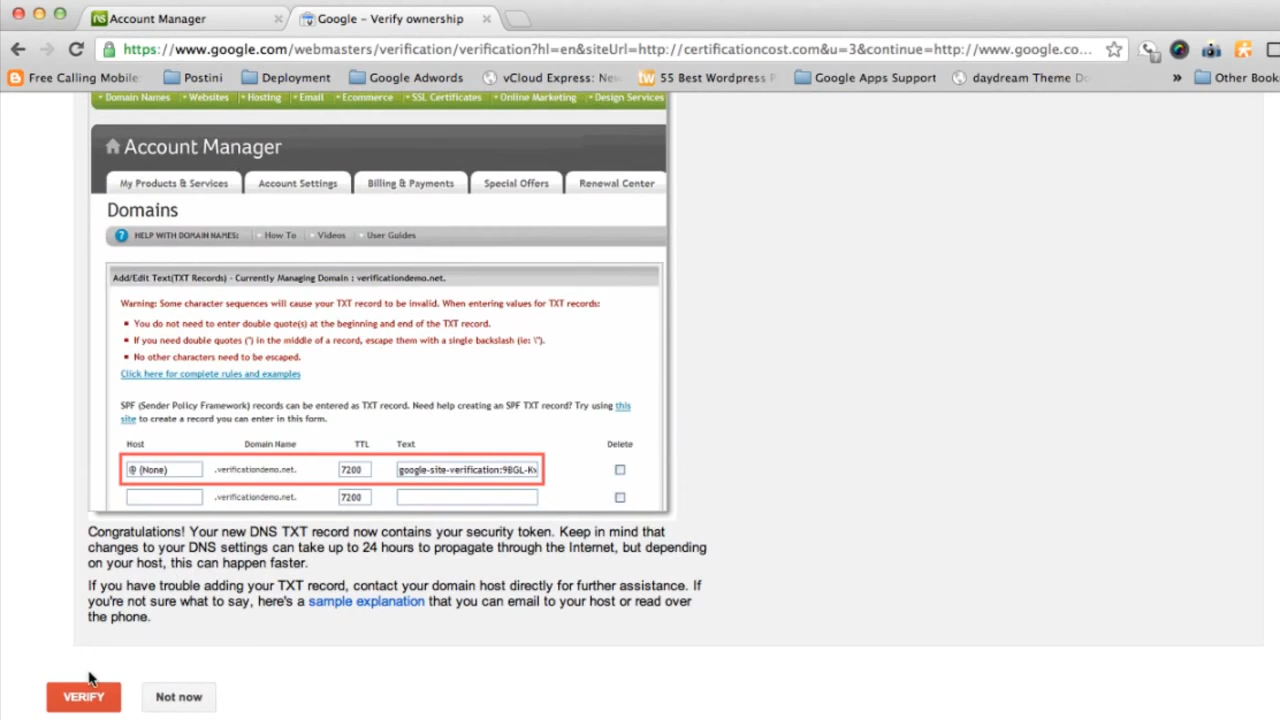 Account Manager
Google – Verify ownership
https://www.google.com/webmasters/verification/verification?hl=en&siteUrl=http://certificationcost.com&u=3&continue=http://www.google.co...
Free Calling Mobile
Postini
Deployment
Google Adwords
vCloud Express: Ne
55 Best Wordpress P
Google Apps Support
daydream Theme Do
»
Other Book
Domain Names Websites Hosting Email Ecommerce SSL Certificates Online Marketing Design Services
Account Manager
My Products & Services Account Settings Billing & Payments Special Offers Renewal Center
Domains
? HELP WITH DOMAIN NAMES: How To Videos User Guides
Add/Edit Text(TXT Records) - Currently Managing Domain : verificationdemo.net.
Warning: Some character sequences will cause your TXT record to be invalid. When entering values for TXT records:
You do not need to enter double quote(s) at the beginning and end of the TXT record.
If you need double quotes (") in the middle of a record, escape them with a single backslash (ie: \").
No other characters need to be escaped.
Click here for complete rules and examples
SPF (Sender Policy Framework) records can be entered as TXT record. Need help creating an SPF TXT record? Try using this
site to create a record you can enter in this form.
Host Domain Name TTL Text Delete
@ (None) .verificationdemo.net. 7200 google-site-verification:9BGL-K
.verificationdemo.net. 7200
Congratulations! Your new DNS TXT record now contains your security token. Keep in mind that
changes to your DNS settings can take up to 24 hours to propagate through the Internet, but depending
on your host, this can happen faster.
If you have trouble adding your TXT record, contact your domain host directly for further assistance. If
you're not sure what to say, here's a sample explanation that you can email to your host or read over
the phone.
VERIFY
Not now